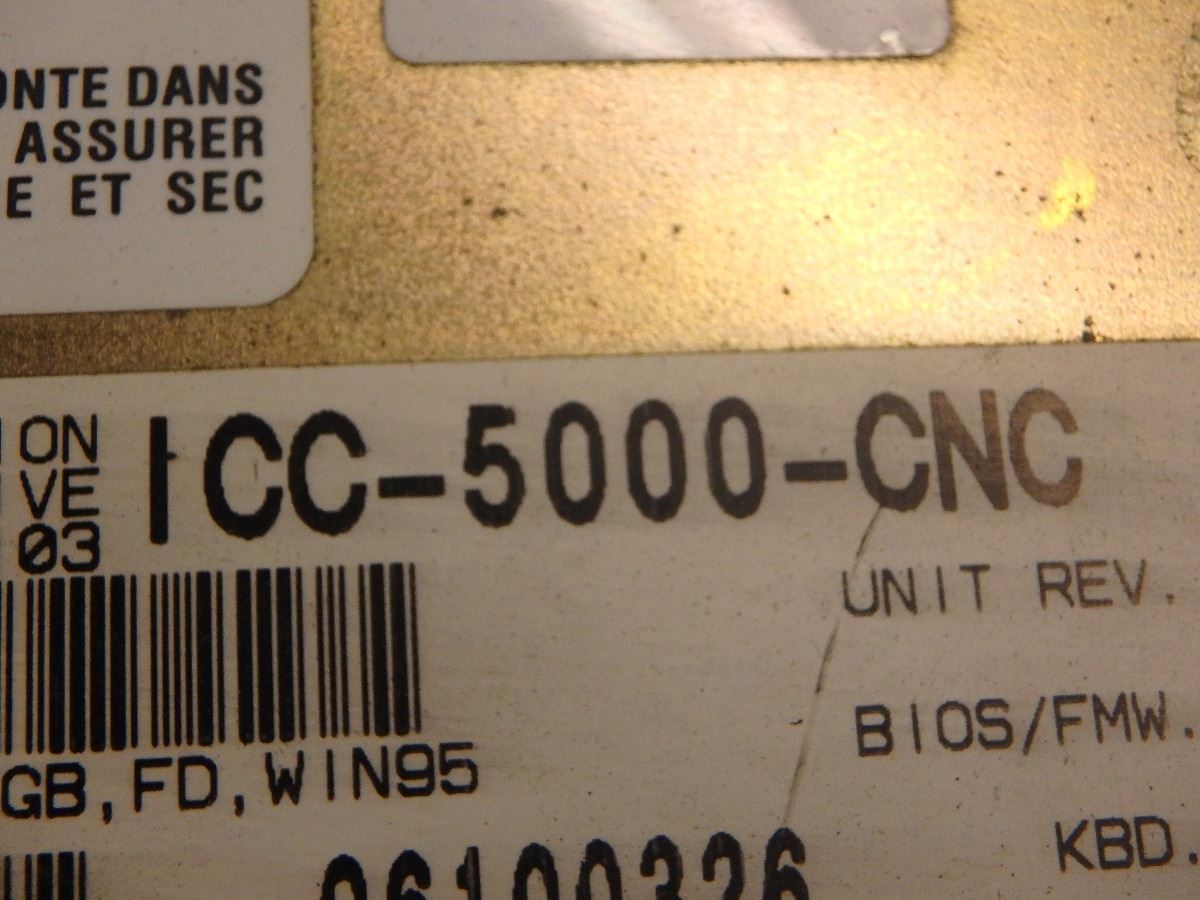 ONTE DANS
ASSURER
E ET SEC
ON
VE
03
ICC-5000-CNC
UNIT REV.
BIOS/FMW.
GB,FD,WIN95
KBD.
06100326